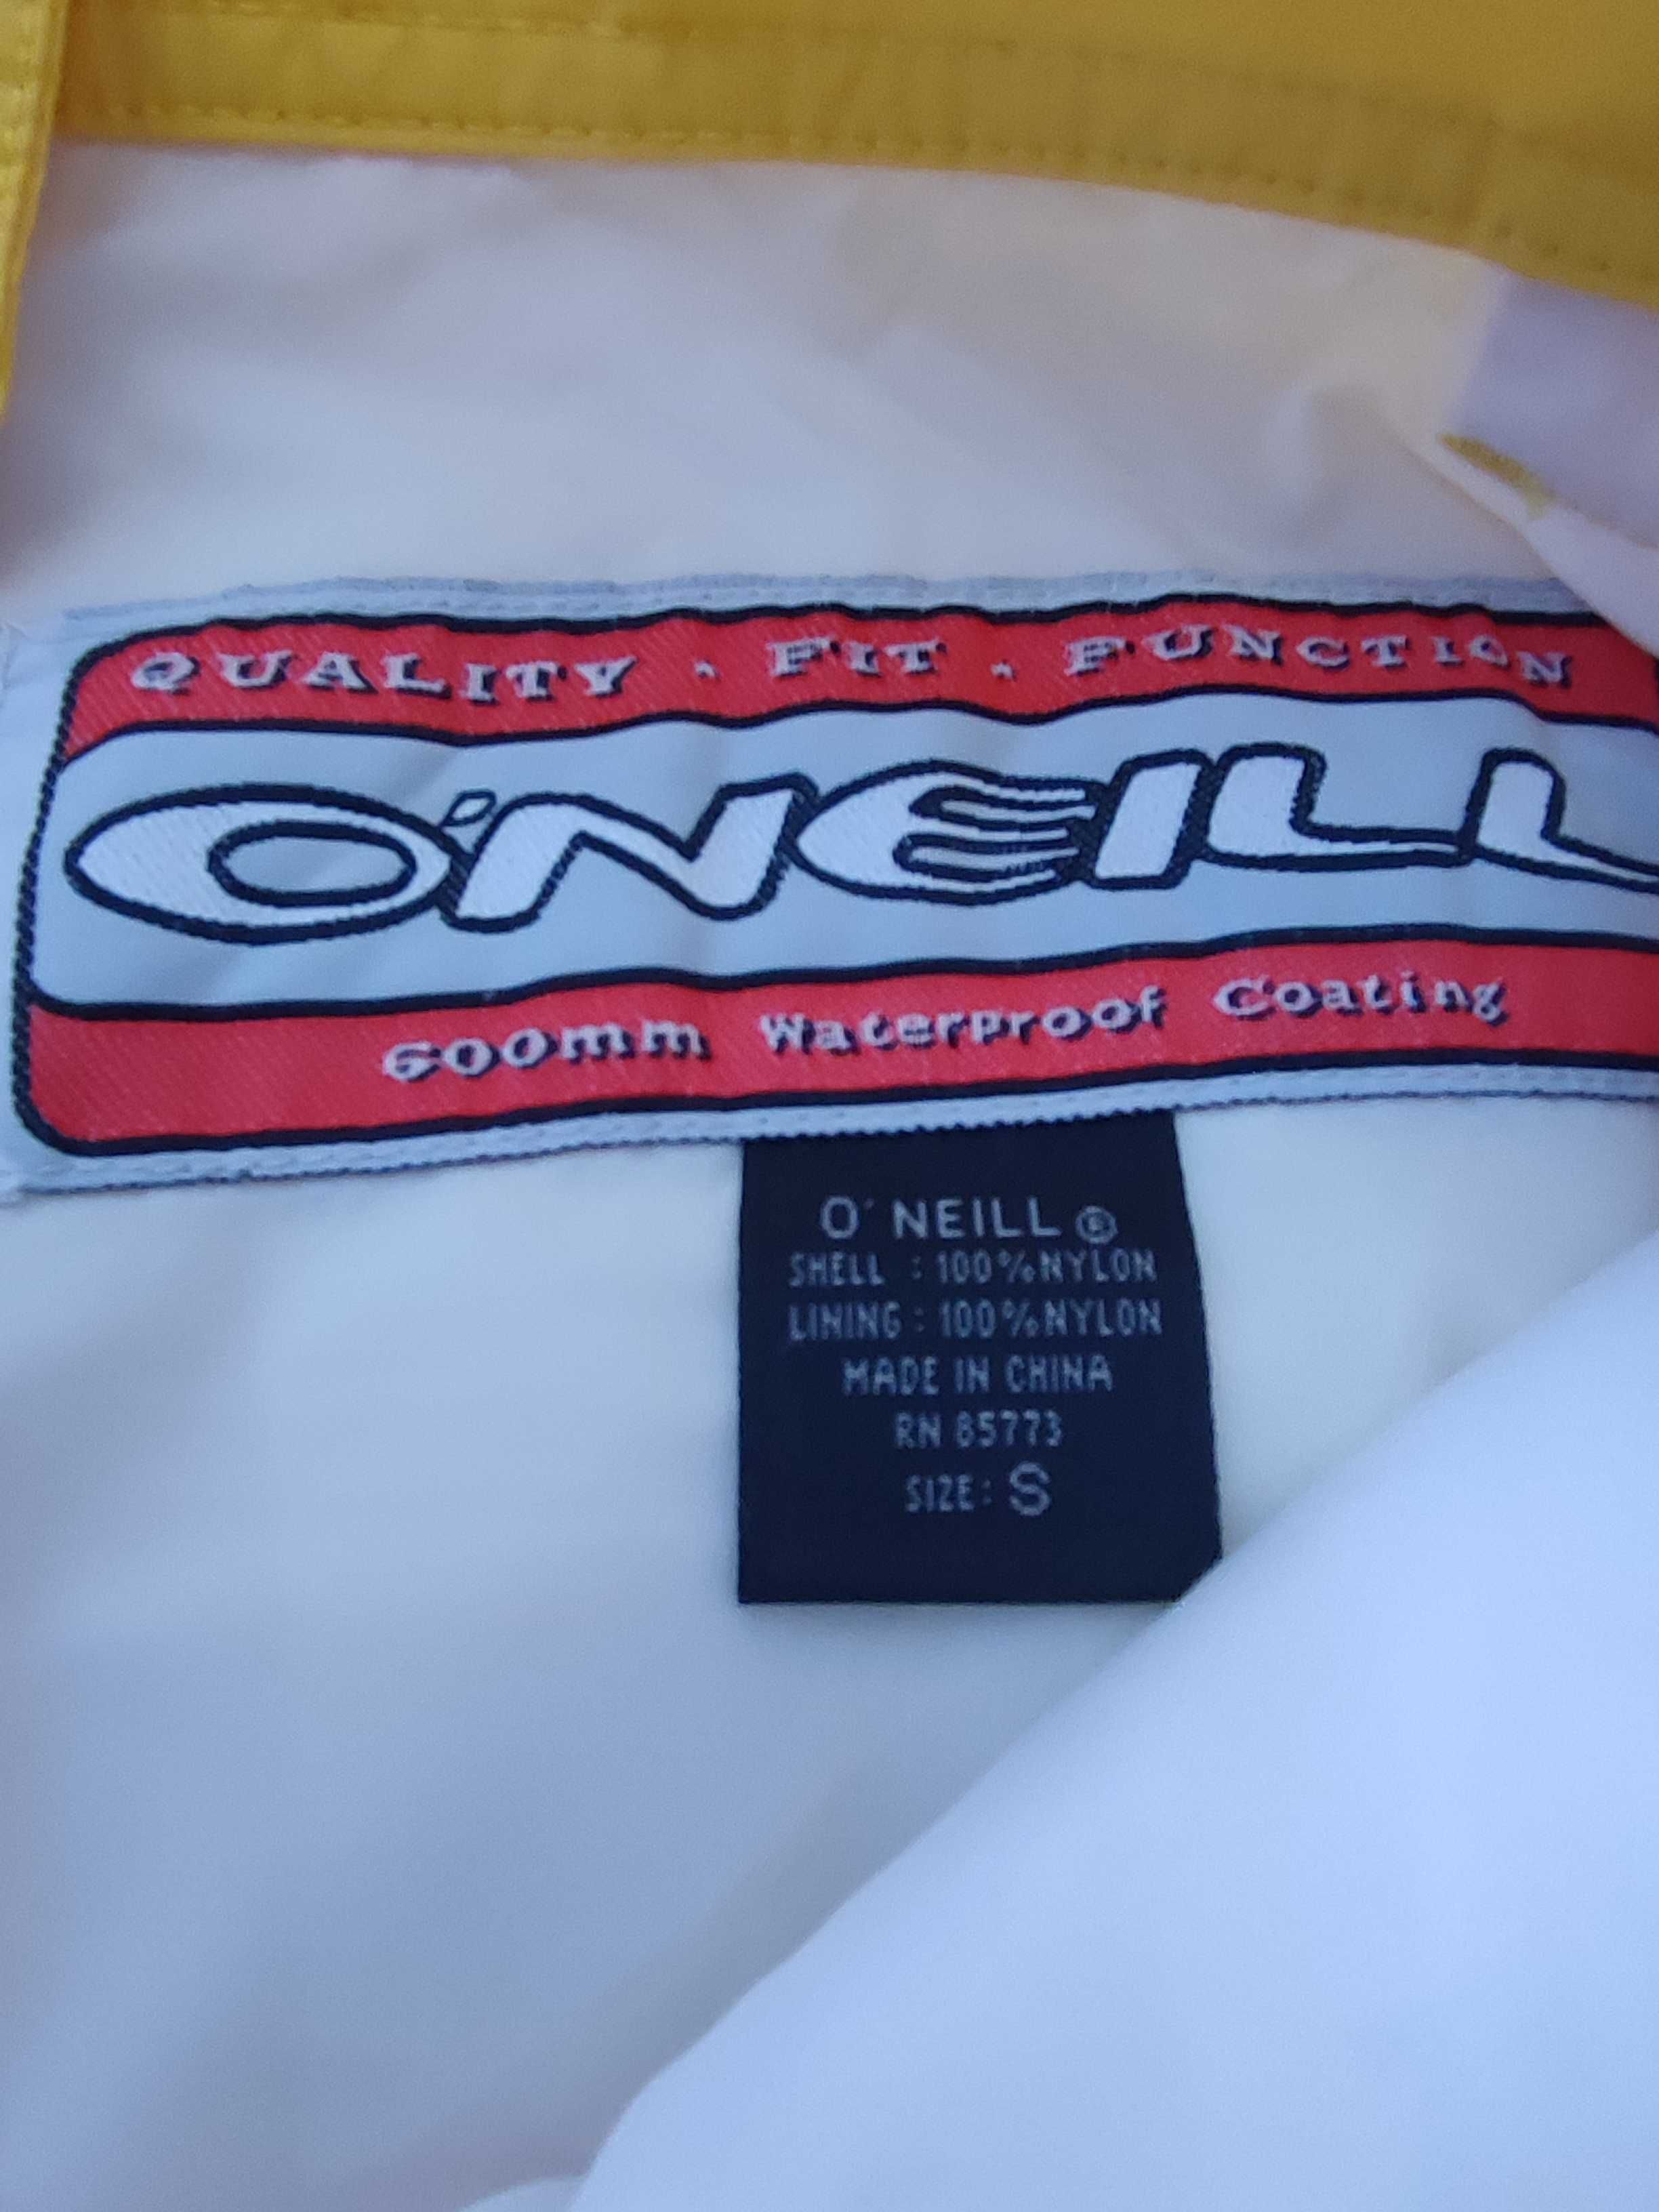 QUALITY . FIT . FUNCTION
O'NEILL
600mm Waterproof Coating
O'NEILL ®
SHELL : 100%NYLON
LINING : 100%NYLON
MADE IN CHINA
RN 85773
SIZE: S